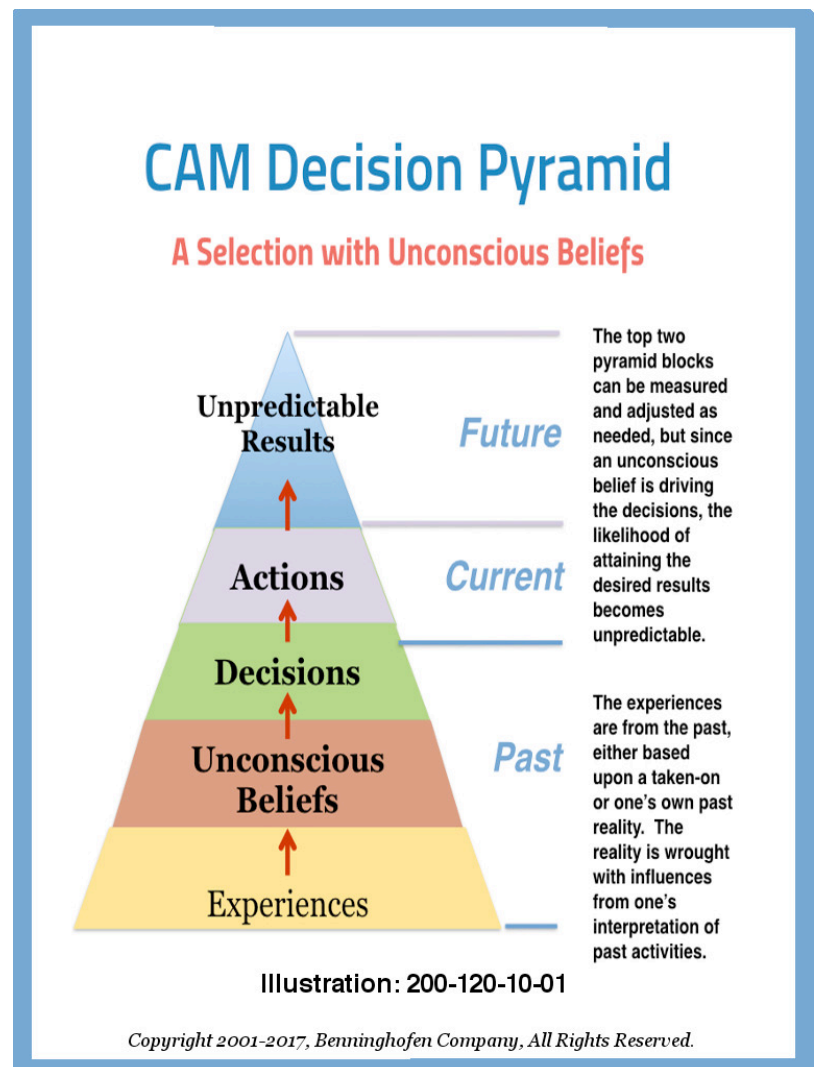 CAM Decision Pyramid
A Selection with Unconscious Beliefs
Unpredictable
Results
Actions
Decisions
Unconscious
Beliefs
Experiences
Future
Current
Past
The top two
pyramid blocks
can be measured
and adjusted as
needed, but since
an unconscious
belief is driving
the decisions, the
likelihood of
attaining the
desired results
becomes
unpredictable.
The experiences
are from the past,
either based
upon a taken-on
or one's own past
reality.  The
reality is wrought
with influences
from one's
interpretation of
past activities.
Illustration: 200-120-10-01
Copyright 2001-2017, Benninghofen Company, All Rights Reserved.